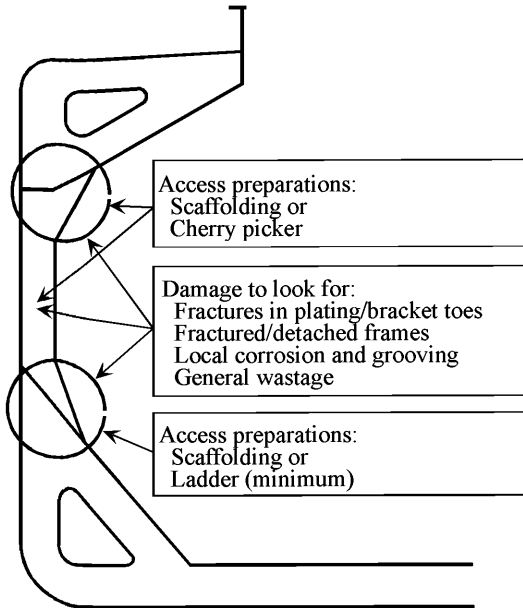 Access preparations:
Scaffolding or
Cherry picker
Damage to look for:
Fractures in plating/bracket toes
Fractured/detached frames
Local corrosion and grooving
General wastage
Access preparations:
Scaffolding or
Ladder (minimum)